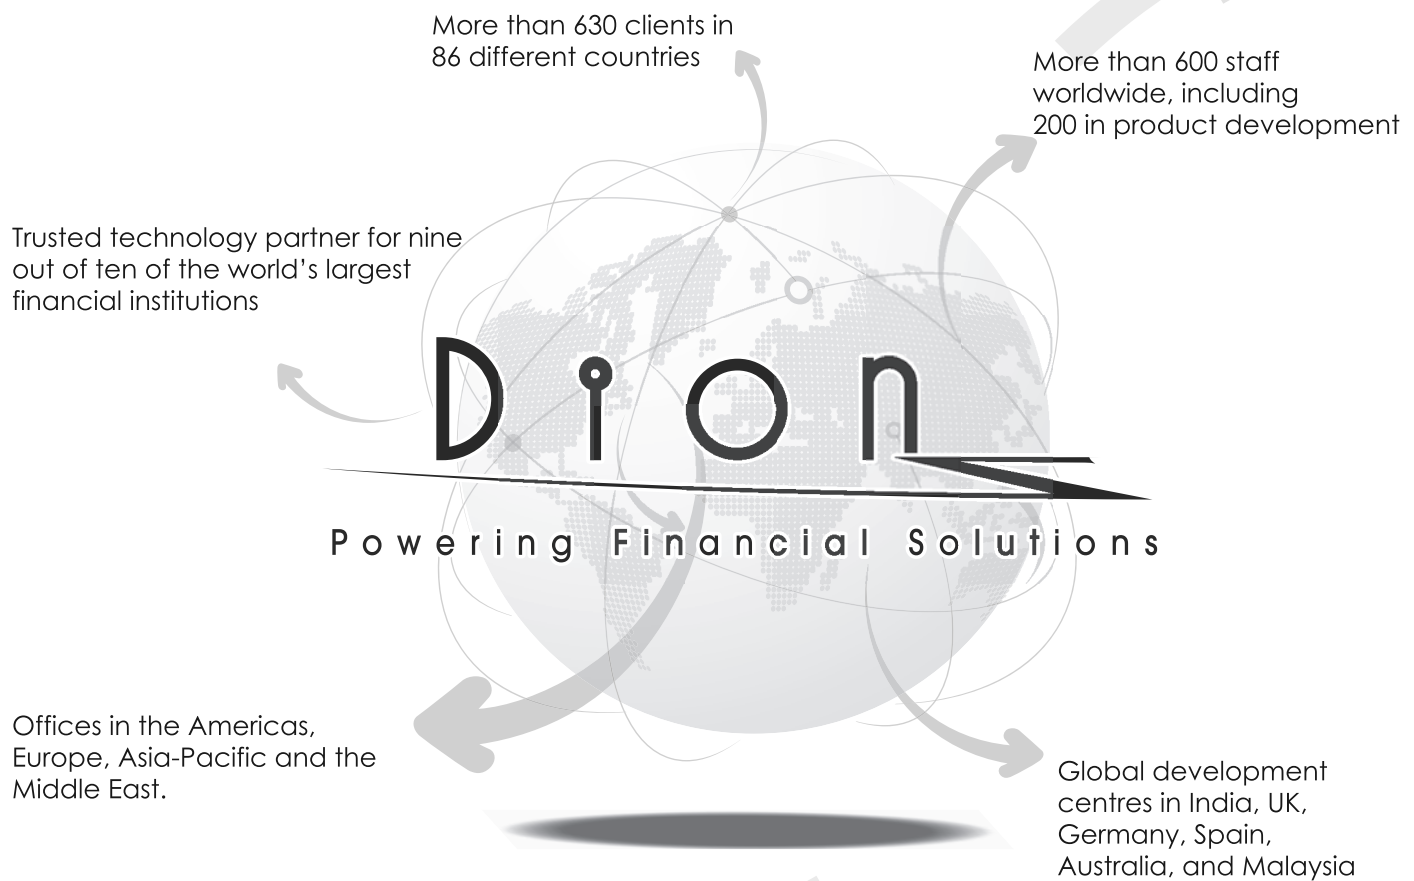 More than 630 clients in
86 different countries
More than 600 staff
worldwide, including
200 in product development
Trusted technology partner for nine
out of ten of the world’s largest
financial institutions
Dion
Powering Financial Solutions
Offices in the Americas,
Europe, Asia-Pacific and the
Middle East.
Global development
centres in India, UK,
Germany, Spain,
Australia, and Malaysia